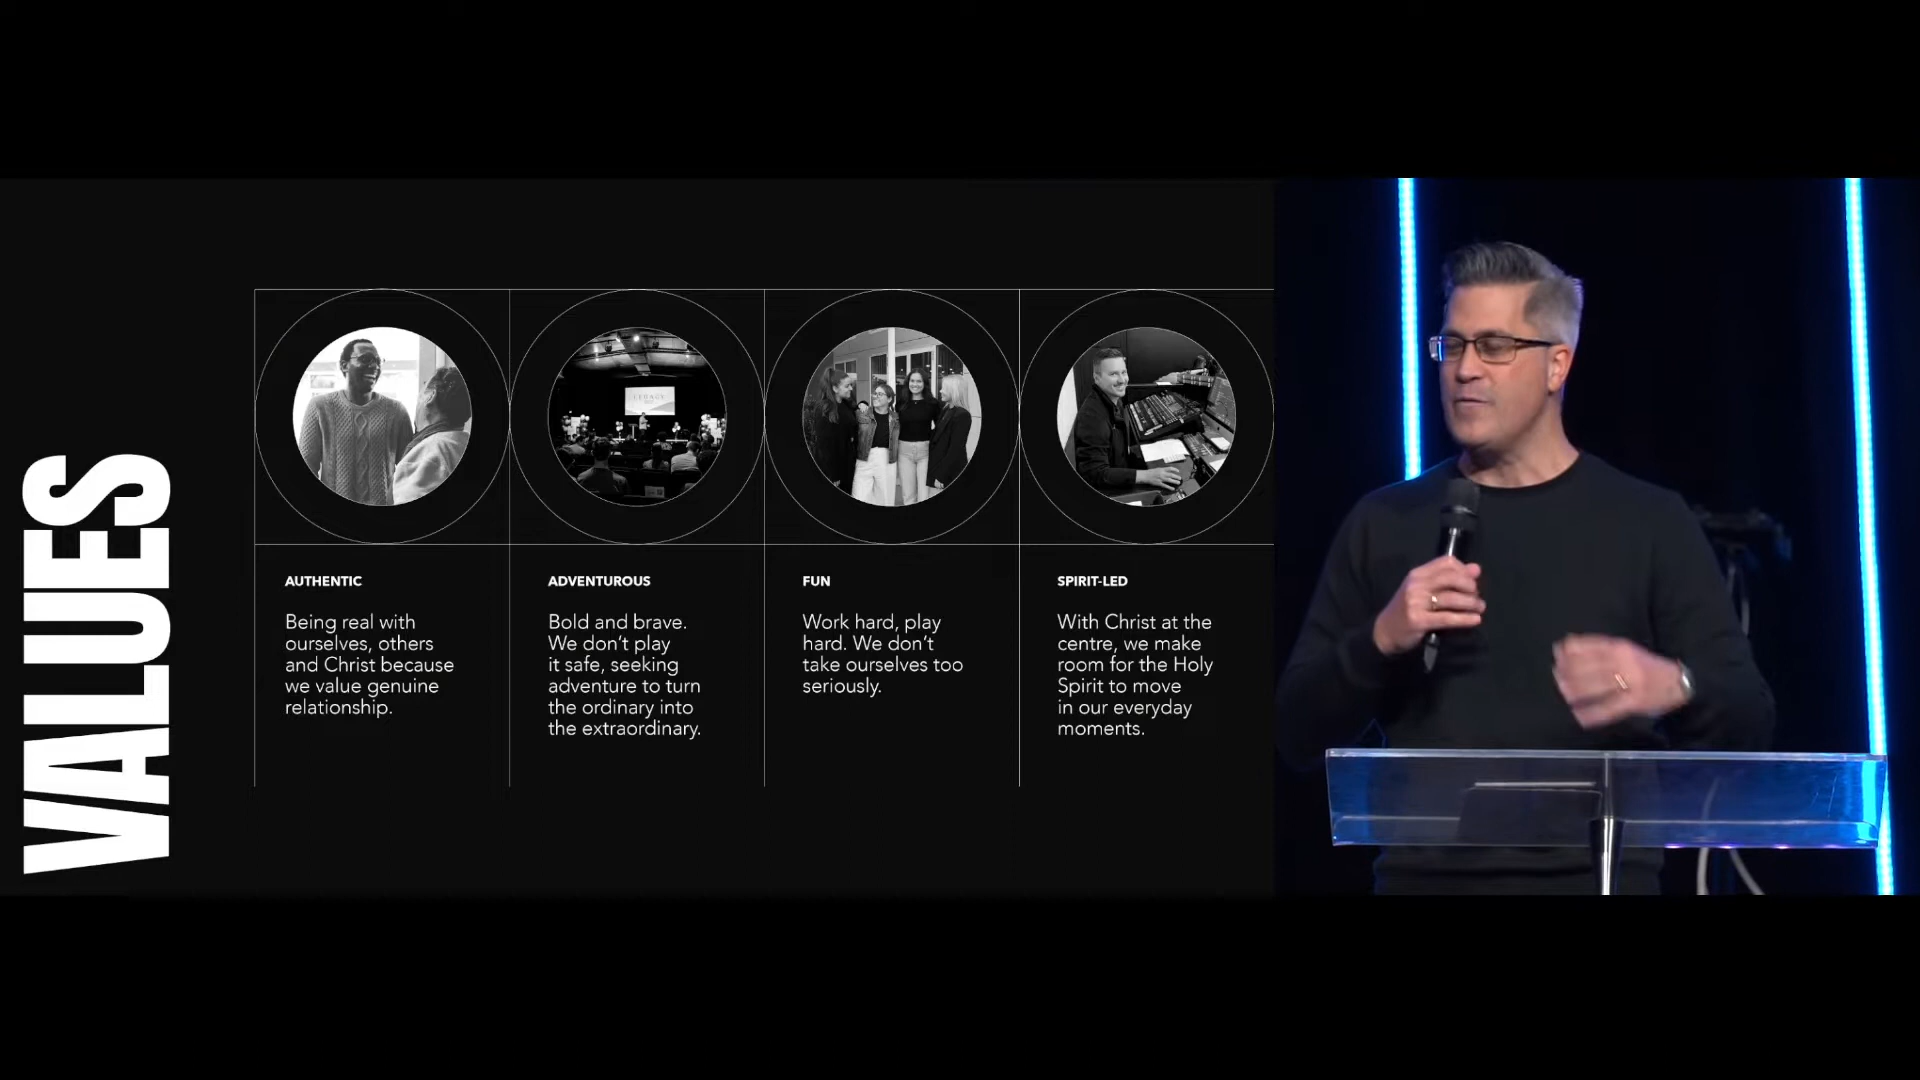 VALUES
AUTHENTIC
Being real with
ourselves, others
and Christ because
we value genuine
relationship.
ADVENTUROUS
Bold and brave.
We don't play
it safe, seeking
adventure to turn
the ordinary into
the extraordinary.
FUN
Work hard, play
hard. We don't
take ourselves too
seriously.
SPIRIT-LED
With Christ at the
centre, we make
room for the Holy
Spirit to move
in our everyday
moments.
LEGACY